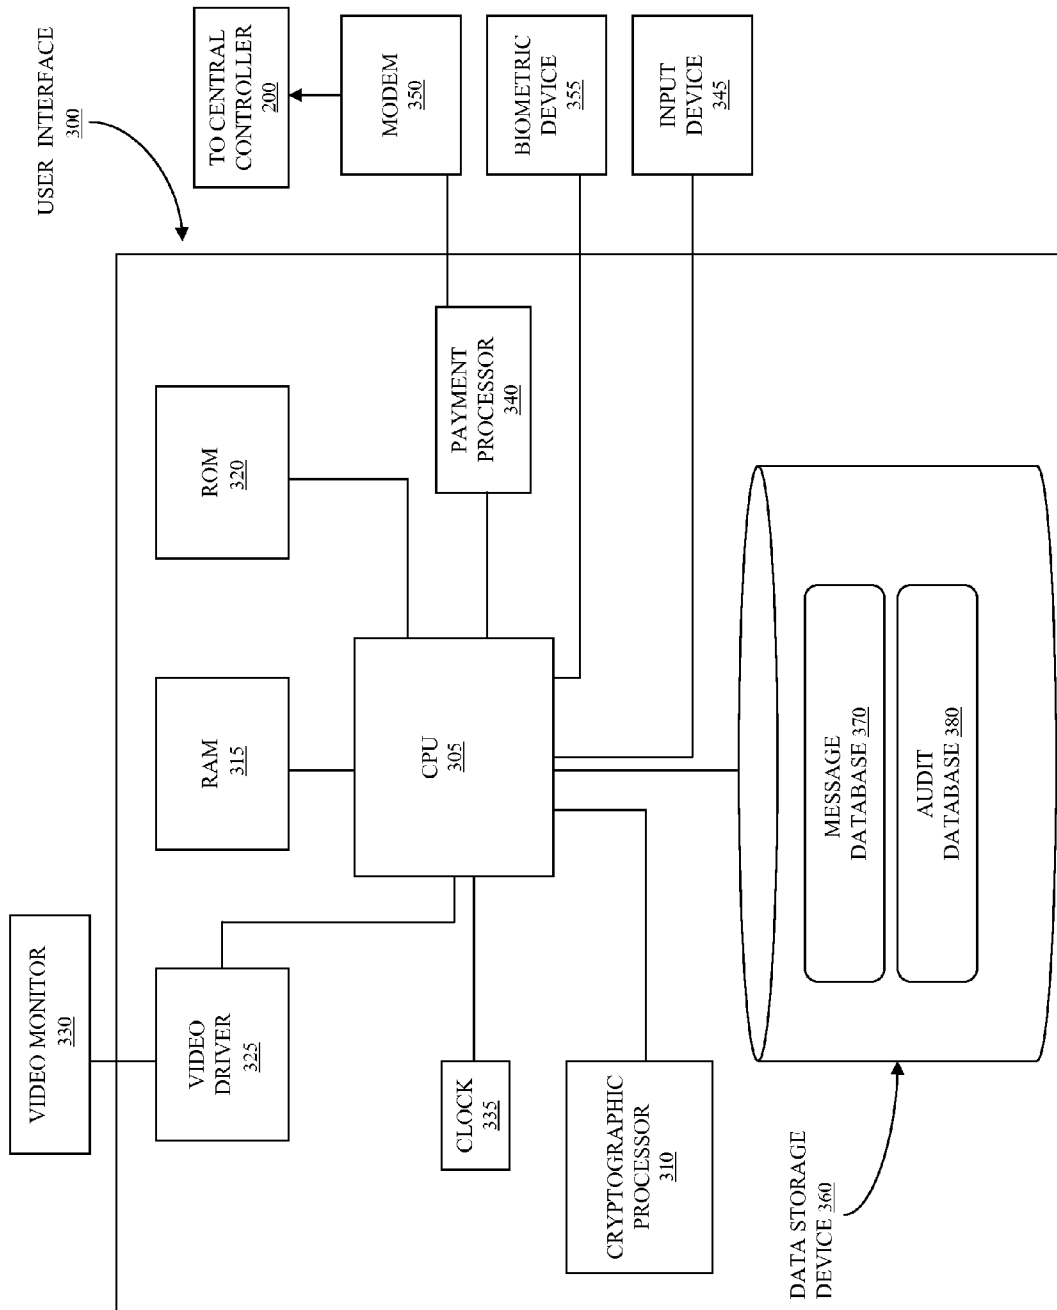 USER INTERFACE
300
VIDEO MONITOR
330
VIDEO
DRIVER
325
RAM
315
ROM
320
TO CENTRAL
CONTROLLER
200
MODEM
350
CLOCK
335
CPU
305
PAYMENT
PROCESSOR
340
BIOMETRIC
DEVICE
355
CRYPTOGRAPHIC
PROCESSOR
310
INPUT
DEVICE
345
DATA STORAGE
DEVICE 360
MESSAGE
DATABASE 370
AUDIT
DATABASE 380